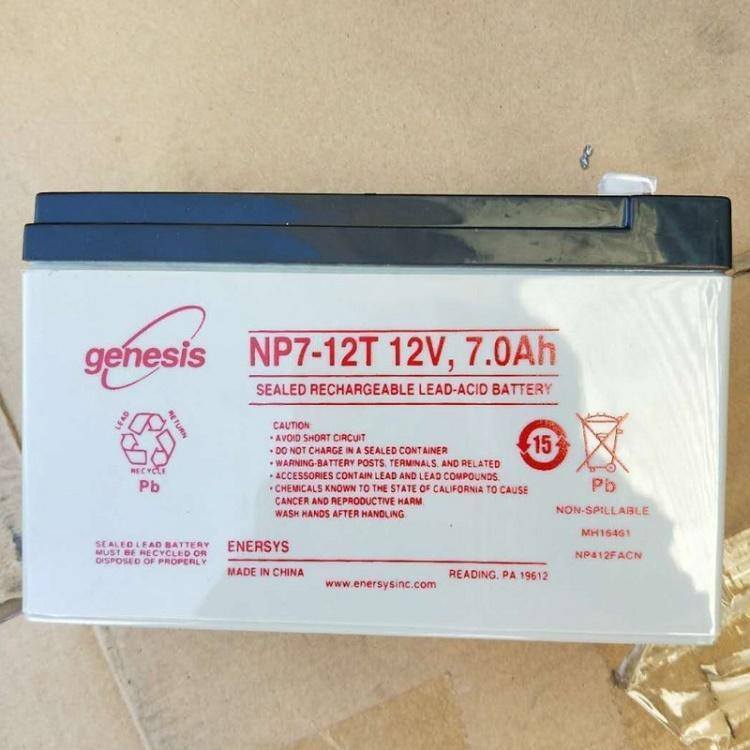 genesis
NP7-12T 12V, 7.0Ah
SEALED RECHARGEABLE LEAD-ACID BATTERY
LEAD
RETURN
RECYCLE
Pb
CAUTION:
• AVOID SHORT CIRCUIT
• DO NOT CHARGE IN A SEALED CONTAINER
• WARNING-BATTERY POSTS, TERMINALS, AND RELATED
• ACCESSORIES CONTAIN LEAD AND LEAD COMPOUNDS.
• CHEMICALS KNOWN TO THE STATE OF CALIFORNIA TO CAUSE
CANCER AND REPRODUCTIVE HARM.
WASH HANDS AFTER HANDLING.
15
Pb
NON-SPILLABLE
MH16461
NP412FACN
SEALED LEAD BATTERY
MUST BE RECYCLED OR
DISPOSED OF PROPERLY
ENERSYS
MADE IN CHINA
www.enersysinc.com
READING. PA 19612